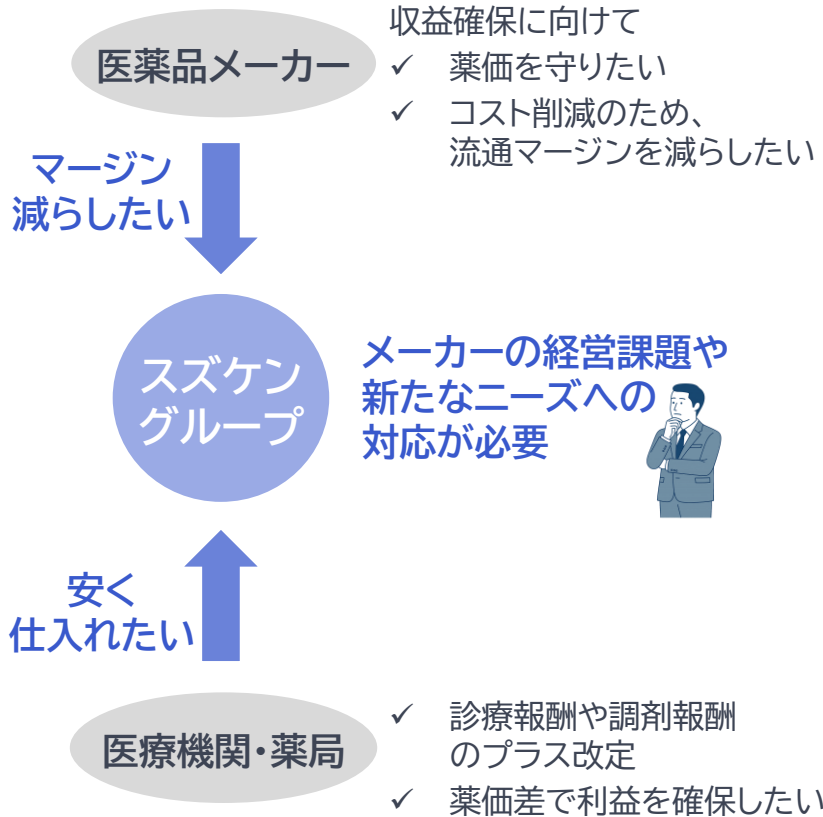 医薬品メーカー
収益確保に向けて
✓ 薬価を守りたい
✓ コスト削減のため、
流通マージンを減らしたい
マージン
減らしたい
スズケン
グループ
メーカーの経営課題や
新たなニーズへの
対応が必要
安く
仕入れたい
医療機関・薬局
✓ 診療報酬や調剤報酬
のプラス改定
✓ 薬価差で利益を確保したい